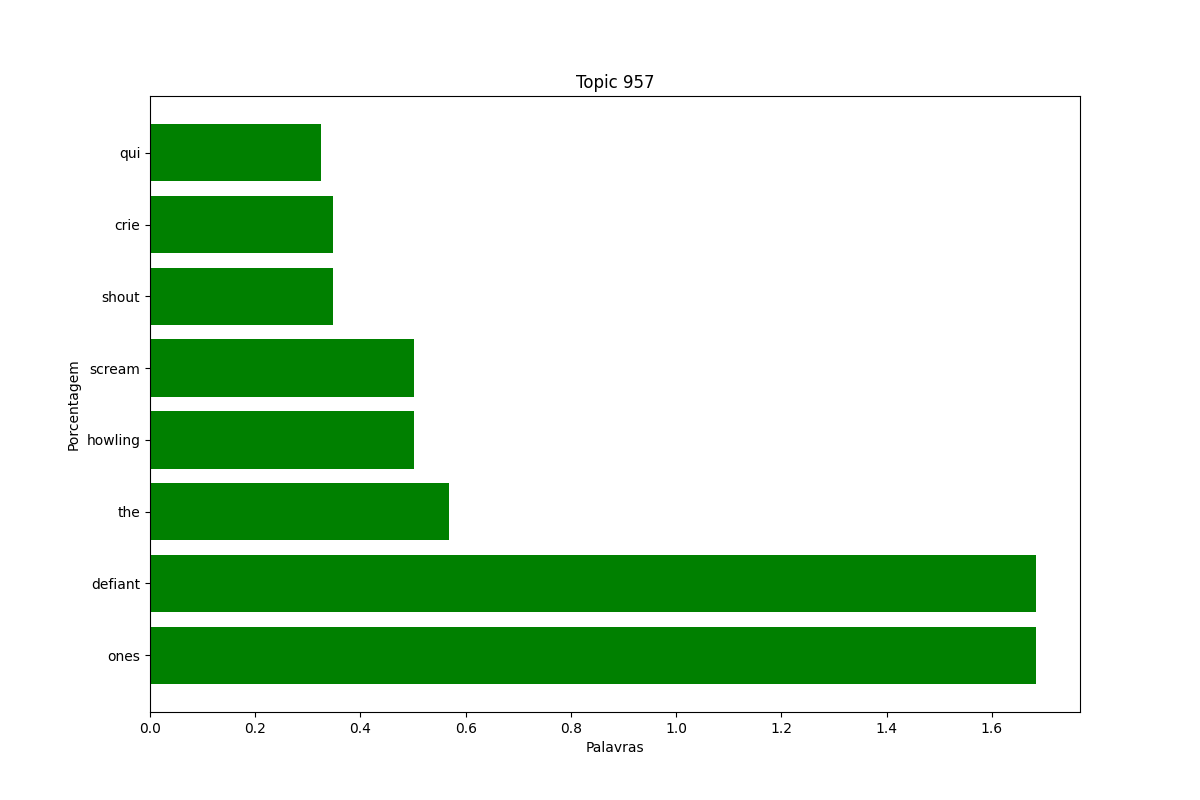 Topic 957
qui
crie
shout
scream
howling
the
defiant
ones
Porcentagem
0.0 0.2 0.4 0.6 0.8 1.0 1.2 1.4 1.6
Palavras